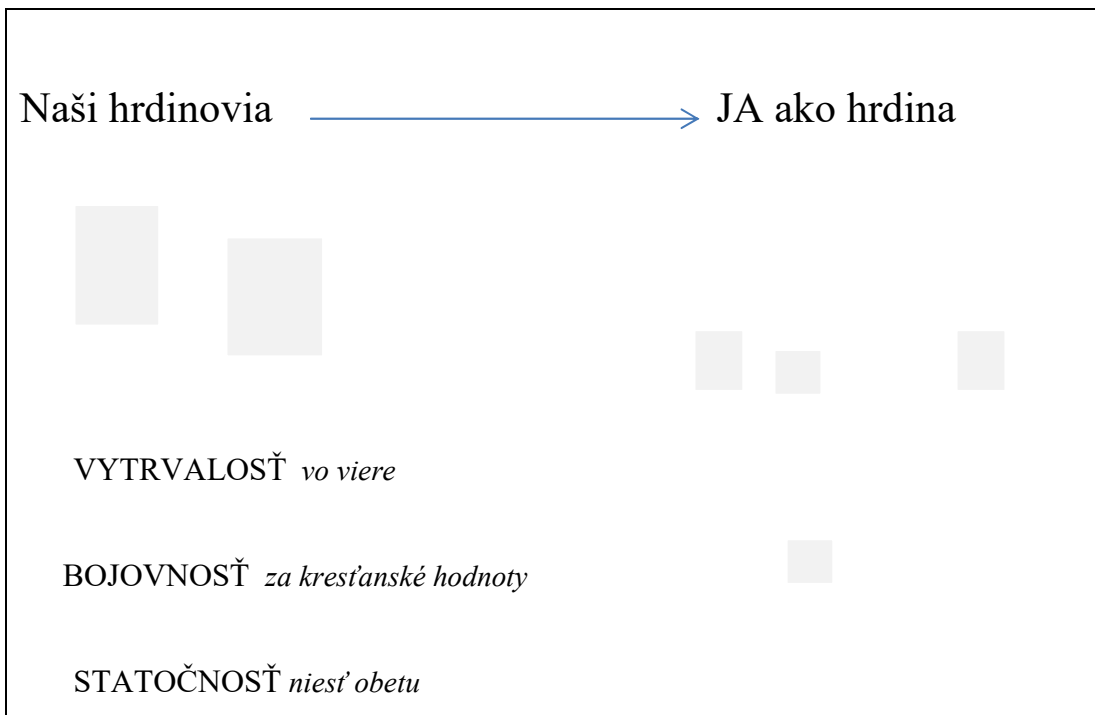 Naši hrdinovia JA ako hrdina
VYTRVALOSŤ vo viere
BOJOVNOSŤ za kresťanské hodnoty
STATOČNOSŤ niesť obetu